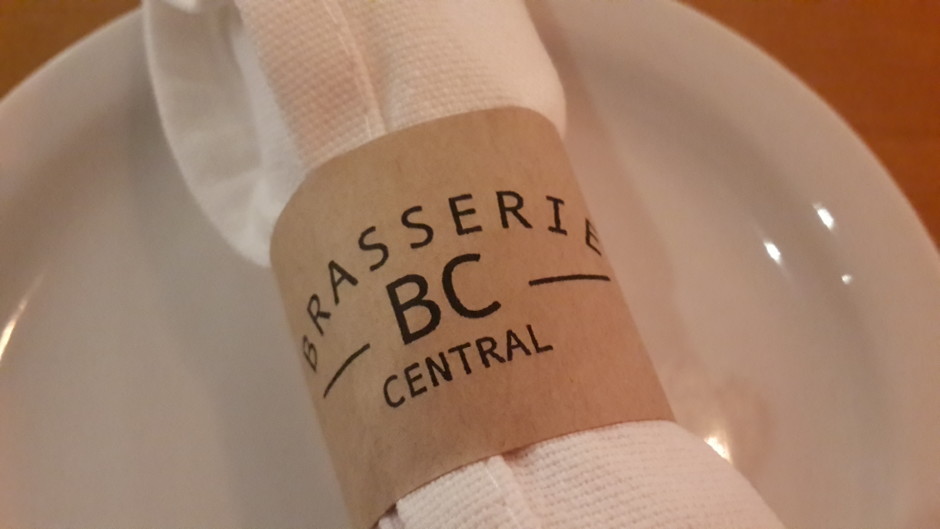 BRASSERIE
BC
CENTRAL